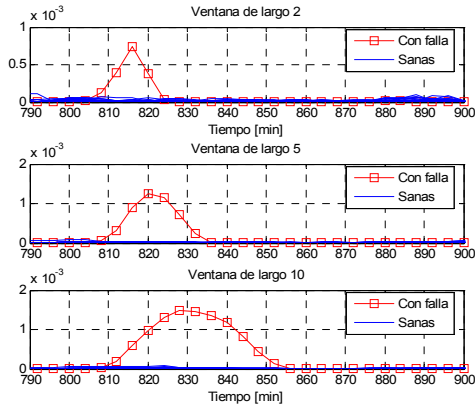 x 10^-3
Ventana de largo 2
1
0.5
0
Con falla
Sanas
790 800 810 820 830 840 850 860 870 880 890 900
Tiempo [min]
x 10^-3
Ventana de largo 5
2
1
0
Con falla
Sanas
790 800 810 820 830 840 850 860 870 880 890 900
Tiempo [min]
x 10^-3
Ventana de largo 10
2
1
0
Con falla
Sanas
790 800 810 820 830 840 850 860 870 880 890 900
Tiempo [min]